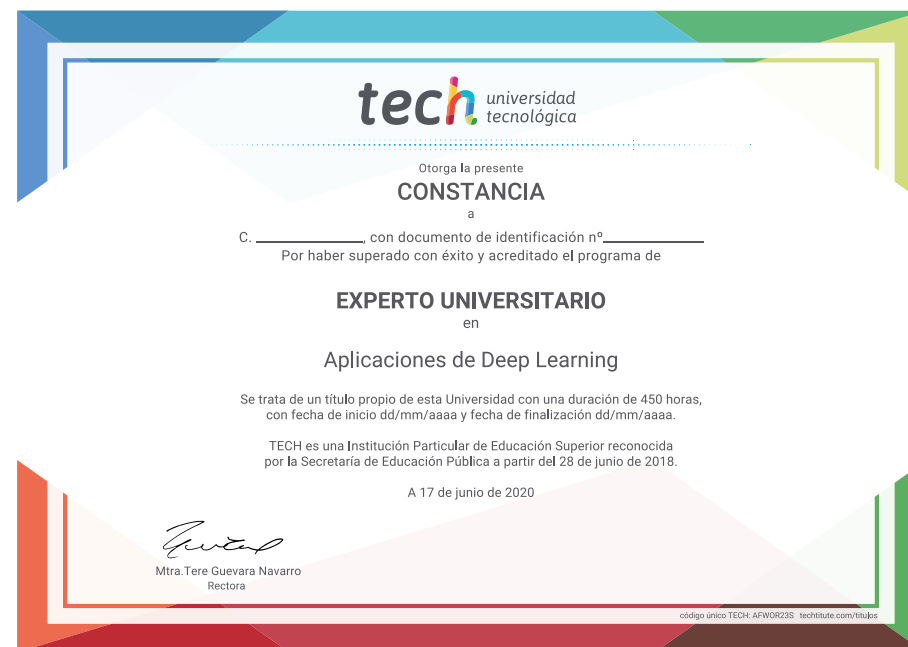 tech universidad
tecnológica
Otorga la presente
CONSTANCIA
a
C. ____________, con documento de identificación nº____________
Por haber superado con éxito y acreditado el programa de
EXPERTO UNIVERSITARIO
en
Aplicaciones de Deep Learning
Se trata de un título propio de esta Universidad con una duración de 450 horas,
con fecha de inicio dd/mm/aaaa y fecha de finalización dd/mm/aaaa.
TECH es una Institución Particular de Educación Superior reconocida
por la Secretaría de Educación Pública a partir del 28 de junio de 2018.
A 17 de junio de 2020
Mtra.Tere Guevara Navarro
Rectora
código único TECH: AFWOR23S techtitute.com/titulos